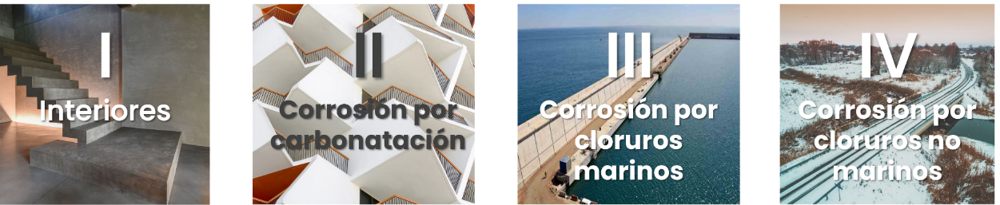 I
Interiores
II
Corrosión por
carbonatación
III
Corrosión por
cloruros
marinos
IV
Corrosión por
cloruros no
marinos